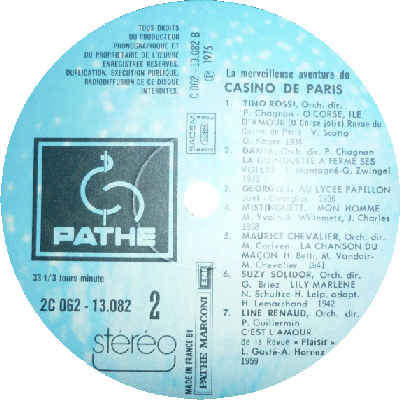 TOUS DROITS
DU PRODUCTEUR
PHONOGRAPHIQUE ET
DU PROPRIETAIRE DE L'ŒUVRE
ENREGISTREE RESERVES.
DUPLICATION, EXECUTION PUBLIQUE,
RADIODIFFUSION DE CE DISQUE
INTERDITES.
C 062 - 13.082 B
℗ 1975
SACEM
PATHE
33 1/3 tours minute
2C 062 - 13.082 2
stéréo
MADE IN FRANCE BY
PATHE MARCONI EMI
La merveilleuse aventure du
CASINO DE PARIS
1. TINO ROSSI, Orch. dir.
P. Chagnon - O CORSE, ILE
D'AMOUR (O Corse jolie) Revue du
Casino de Paris V. Scotto
G. Koger 1934
2. DAMIA, Orch. dir. P. Chagnon
LA GUINGUETTE A FERME SES
VOLETS L. Montagné-G. Zwingel
1935
3. GEORGIUS, AU LYCEE PAPILLON
Juel - Georgius 1936
4. MISTINGUETT, MON HOMME
M. Yvain-A. Willemetz, J. Charles
1938
5. MAURICE CHEVALIER, Orch. dir.
M. Cariven LA CHANSON DU
MAÇON H. Betti, M. Vandair-
M. Chevalier 1941
6. SUZY SOLIDOR, Orch. dir.
G. Briez LILY MARLENE
N. Schultze-H. Leip, adapt.
H. Lemarchand 1942
7. LINE RENAUD, Orch. dir.
P. Guillermin
C'EST L'AMOUR
de la Revue « Plaisir »
L. Gasté-A. Hornez
1959